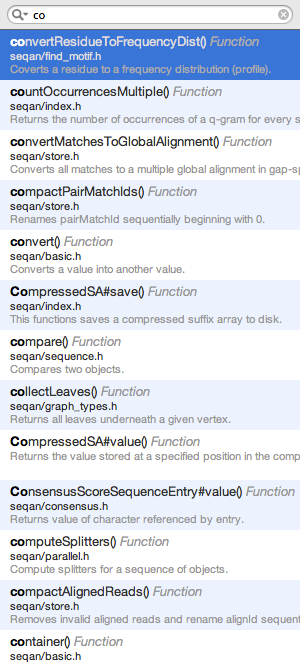 co
convertResidueToFrequencyDist() Function
seqan/find_motif.h
Coverts a residue to a frequency distribution (profile).
countOccurrencesMultiple() Function
seqan/index.h
Returns the number of occurrences of a q-gram for every s
convertMatchesToGlobalAlignment() Function
seqan/store.h
Converts all matches to a multiple global alignment in gap-sp
compactPairMatchIds() Function
seqan/store.h
Renames pairMatchId sequentially beginning with 0.
convert() Function
seqan/basic.h
Converts a value into another value.
CompressedSA#save() Function
seqan/index.h
This functions saves a compressed suffix array to disk.
compare() Function
seqan/sequence.h
Compares two objects.
collectLeaves() Function
seqan/graph_types.h
Returns all leaves underneath a given vertex.
CompressedSA#value() Function
Returns the value stored at a specified position in the comp
ConsensusScoreSequenceEntry#value() Function
seqan/consensus.h
Returns value of character referenced by entry.
computeSplitters() Function
seqan/parallel.h
Compute splitters for a sequence of objects.
compactAlignedReads() Function
seqan/store.h
Removes invalid aligned reads and rename alignId sequent
container() Function
seqan/basic.h